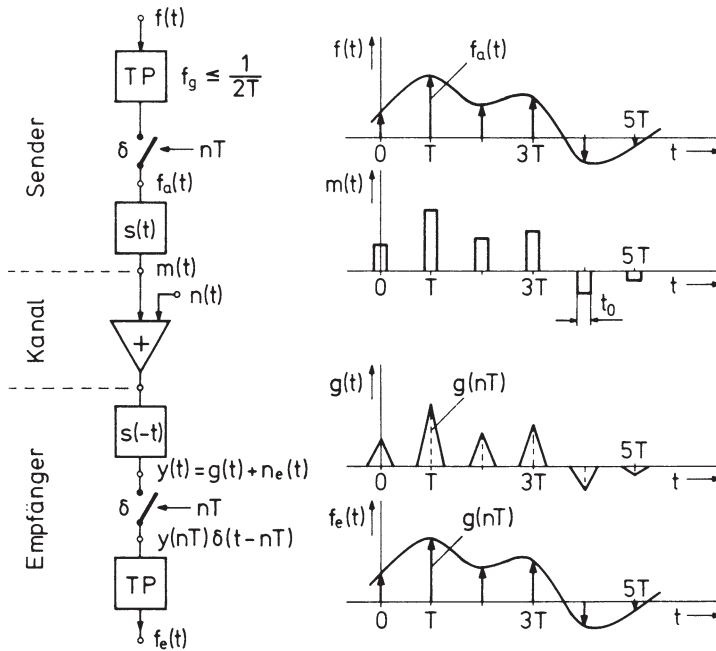 f(t)
TP
f_g ≤ 1/2T
δ
nT
f_a(t)
s(t)
m(t)
n(t)
+
s(-t)
y(t) = g(t) + n_e(t)
δ
nT
y(nT)δ(t-nT)
TP
f_e(t)
Sender
Kanal
Empfänger
f(t)
f_a(t)
5T
0
T
3T
t
m(t)
5T
0
T
3T
t
t_0
g(t)
g(nT)
5T
0
T
3T
t
f_e(t)
g(nT)
5T
0
T
3T
t